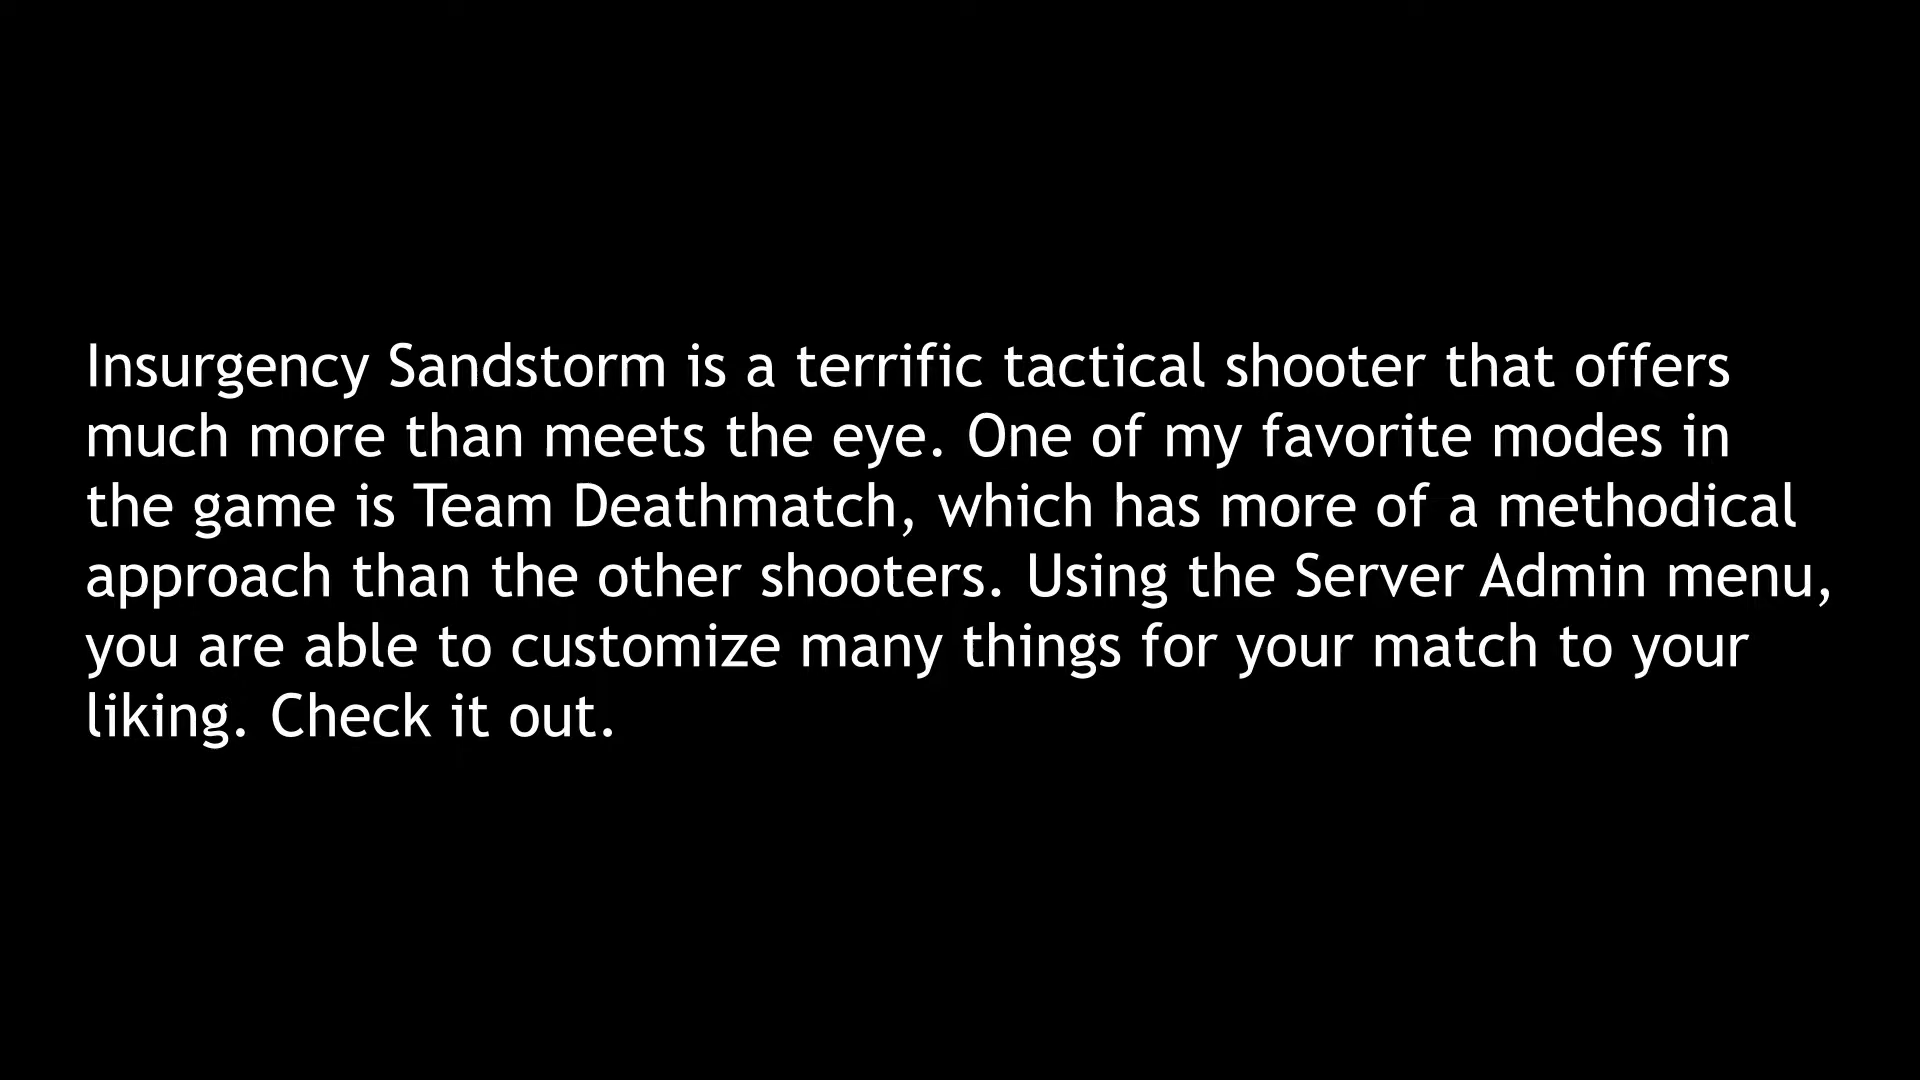 Insurgency Sandstorm is a terrific tactical shooter that offers
much more than meets the eye. One of my favorite modes in
the game is Team Deathmatch, which has more of a methodical
approach than the other shooters. Using the Server Admin menu,
you are able to customize many things for your match to your
liking. Check it out.